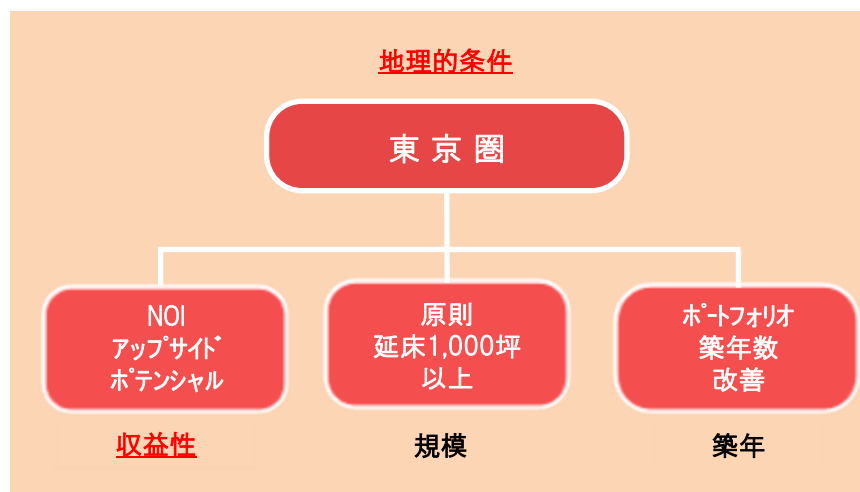 地理的条件
東京圏
NOI
アップサイド
ポテンシャル
原則
延床1,000坪
以上
ポートフォリオ
築年数
改善
収益性
規模
築年